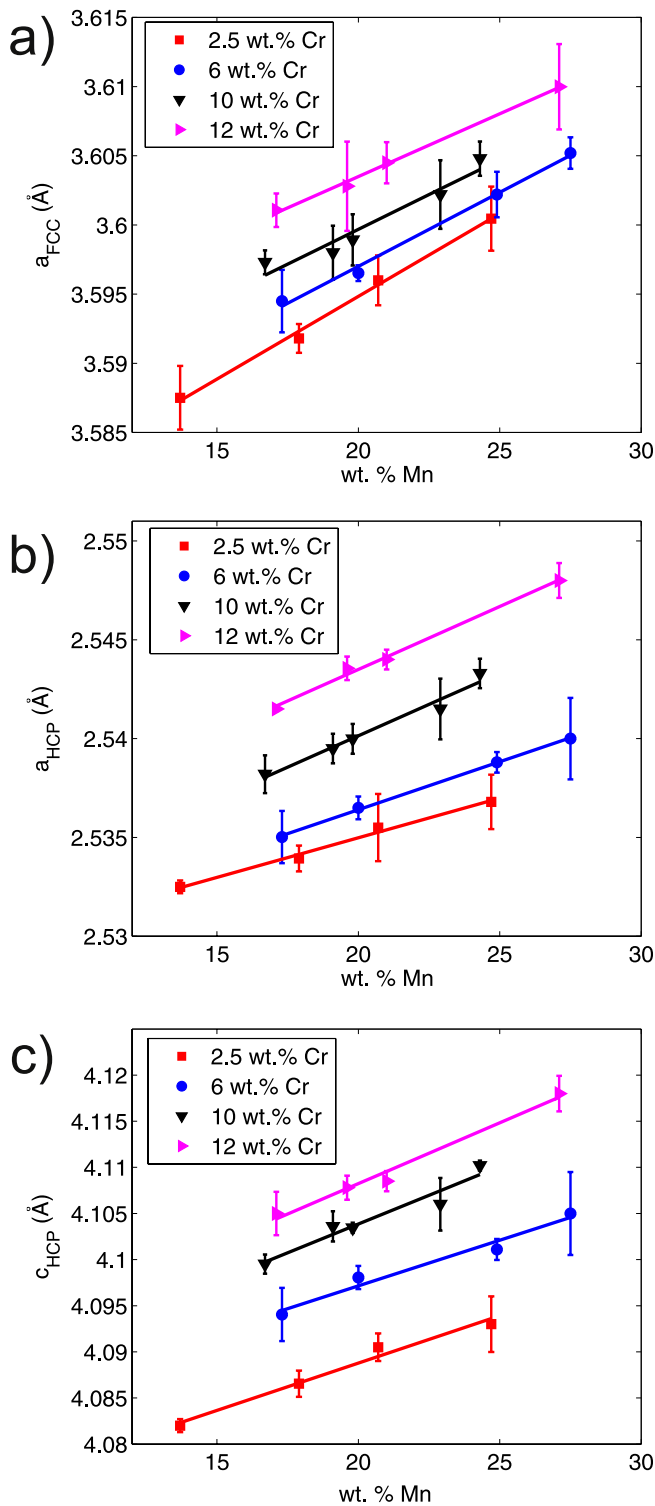 a)
3.615
3.61
3.605
3.6
3.595
3.59
3.585
a_FCC (Å)
2.5 wt.% Cr
6 wt.% Cr
10 wt.% Cr
12 wt.% Cr
15 20 25 30
wt. % Mn
b)
2.55
2.545
2.54
2.535
2.53
a_HCP (Å)
2.5 wt.% Cr
6 wt.% Cr
10 wt.% Cr
12 wt.% Cr
15 20 25 30
wt. % Mn
c)
4.12
4.115
4.11
4.105
4.1
4.095
4.09
4.085
4.08
c_HCP (Å)
2.5 wt.% Cr
6 wt.% Cr
10 wt.% Cr
12 wt.% Cr
15 20 25 30
wt. % Mn